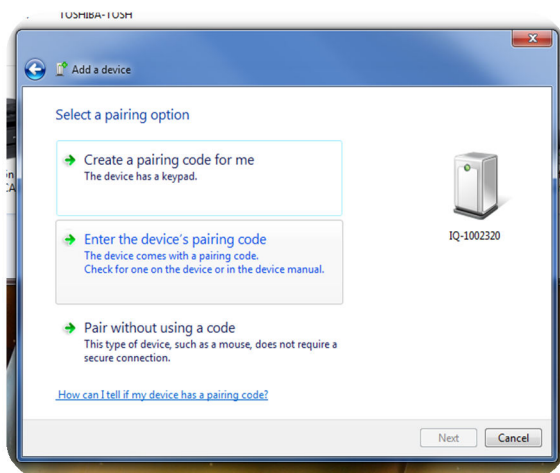 TOSHIBA-TOSH
Add a device
Select a pairing option
Create a pairing code for me
The device has a keypad.
Enter the device's pairing code
The device comes with a pairing code.
Check for one on the device or in the device manual.
IQ-1002320
Pair without using a code
This type of device, such as a mouse, does not require a
secure connection.
How can I tell if my device has a pairing code?
Next
Cancel